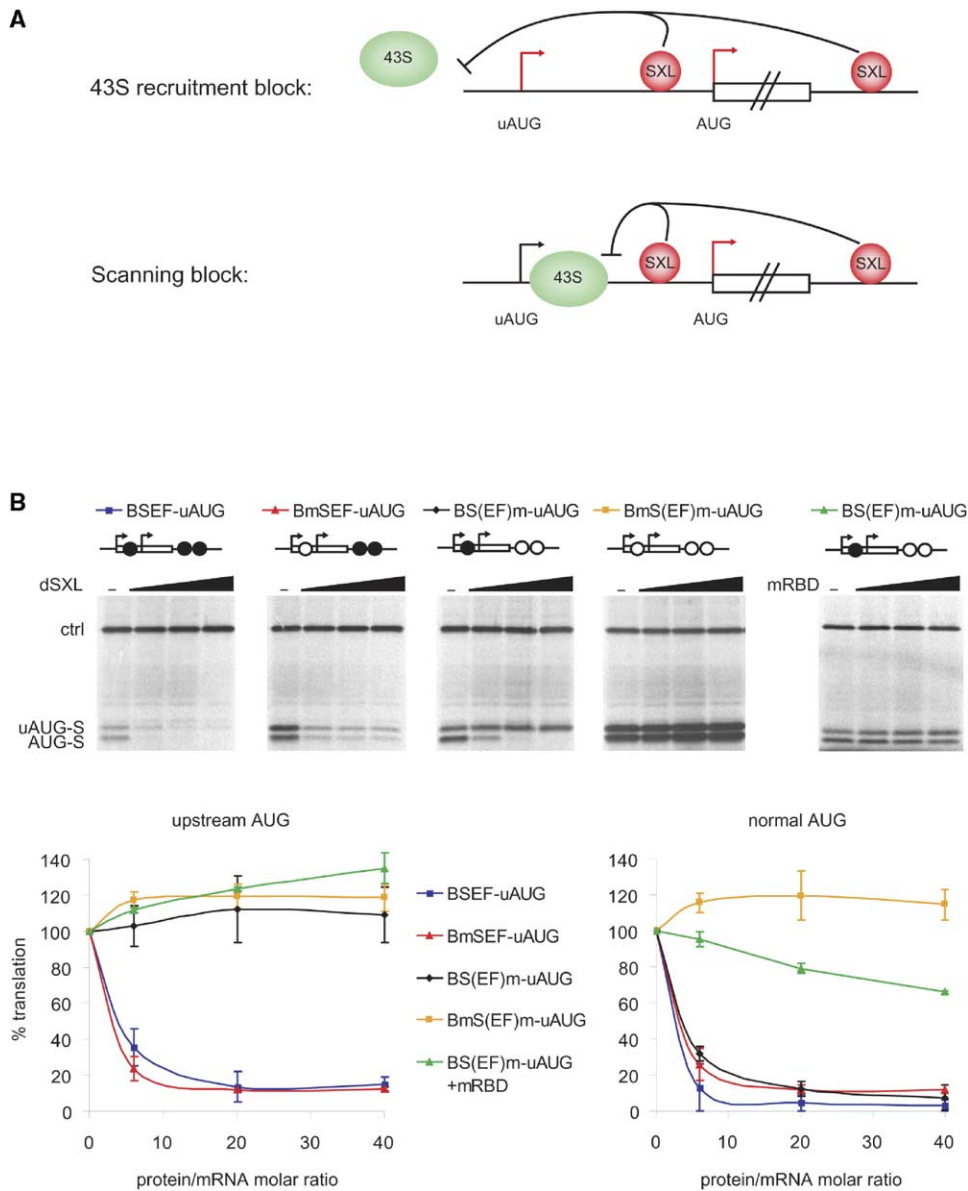 A
43S recruitment block:
43S
SXL
SXL
uAUG
AUG
Scanning block:
43S
SXL
SXL
uAUG
AUG
B
BSEF-uAUG
BmSEF-uAUG
BS(EF)m-uAUG
BmS(EF)m-uAUG
BS(EF)m-uAUG
dSXL
–
–
–
–
mRBD
–
ctrl
uAUG-S
AUG-S
upstream AUG
% translation
140
120
100
80
60
40
20
0
0
10
20
30
40
protein/mRNA molar ratio
BSEF-uAUG
BmSEF-uAUG
BS(EF)m-uAUG
BmS(EF)m-uAUG
BS(EF)m-uAUG
+mRBD
normal AUG
140
120
100
80
60
40
20
0
0
10
20
30
40
protein/mRNA molar ratio